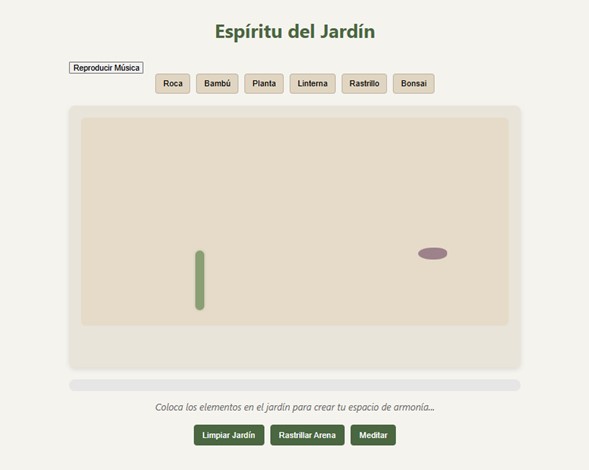 Espíritu del Jardín
Reproducir Música
Roca Bambú Planta Linterna Rastrillo Bonsai
Coloca los elementos en el jardín para crear tu espacio de armonía...
Limpiar Jardín Rastrillar Arena Meditar